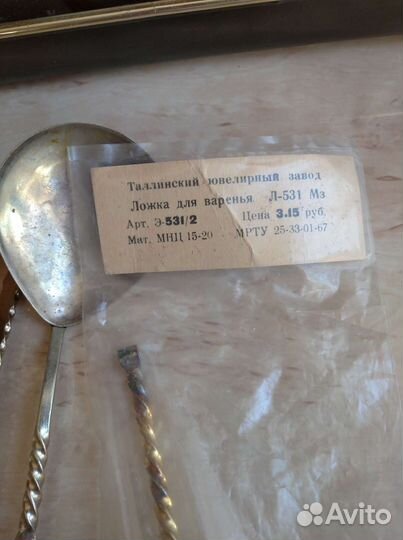 Таллинский ювелирный завод
Ложка для варенья Л-531 Мз
Арт. Э-531/2 Цена 3.15 руб.
Мат. МНЦ 15-20 МРТУ 25-33-01-67
Avito